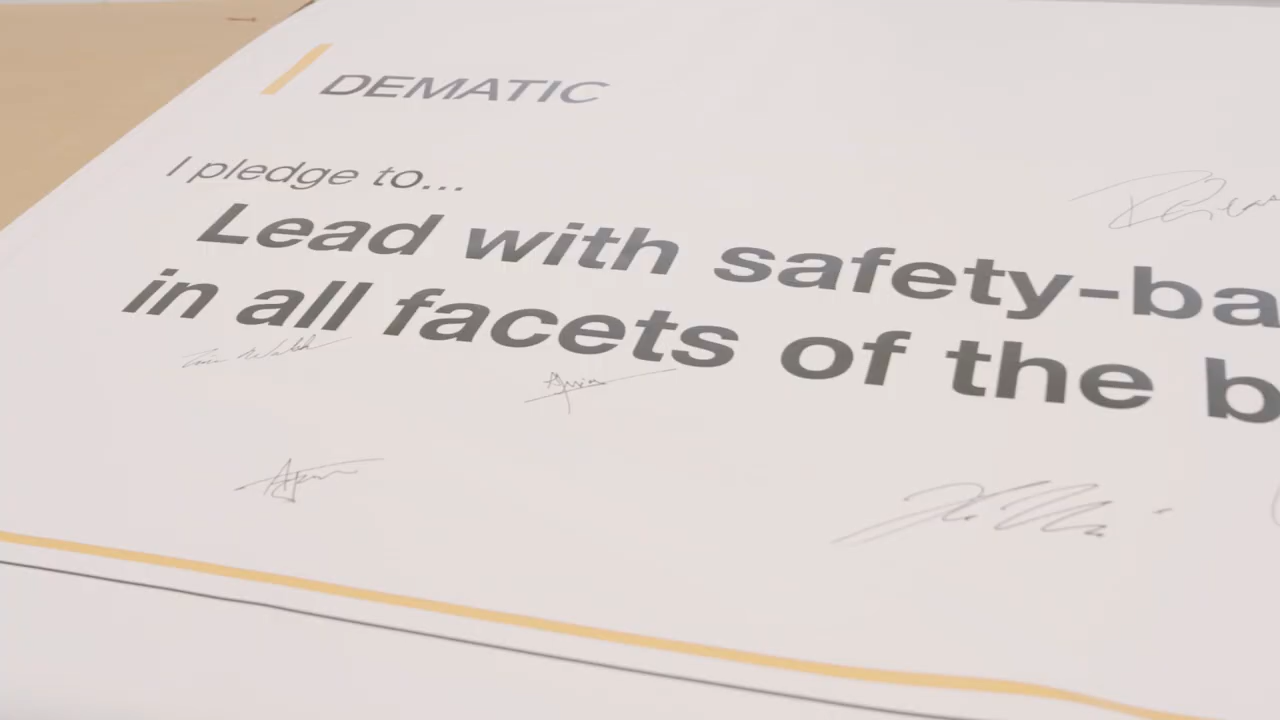 DEMATIC
I pledge to...
Lead with safety-ba
in all facets of the b